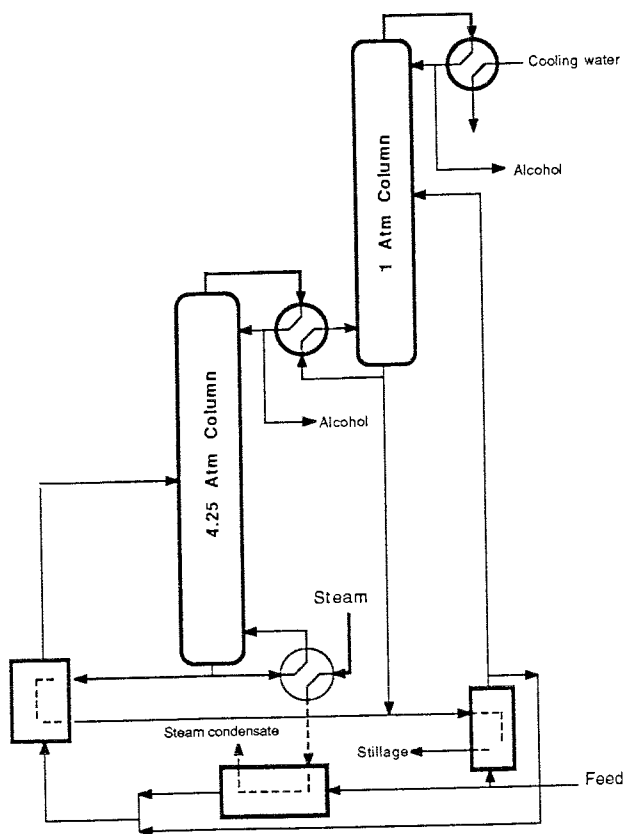 Cooling water
1 Atm Column
Alcohol
4.25 Atm Column
Alcohol
Steam
Steam condensate
Stillage
Feed